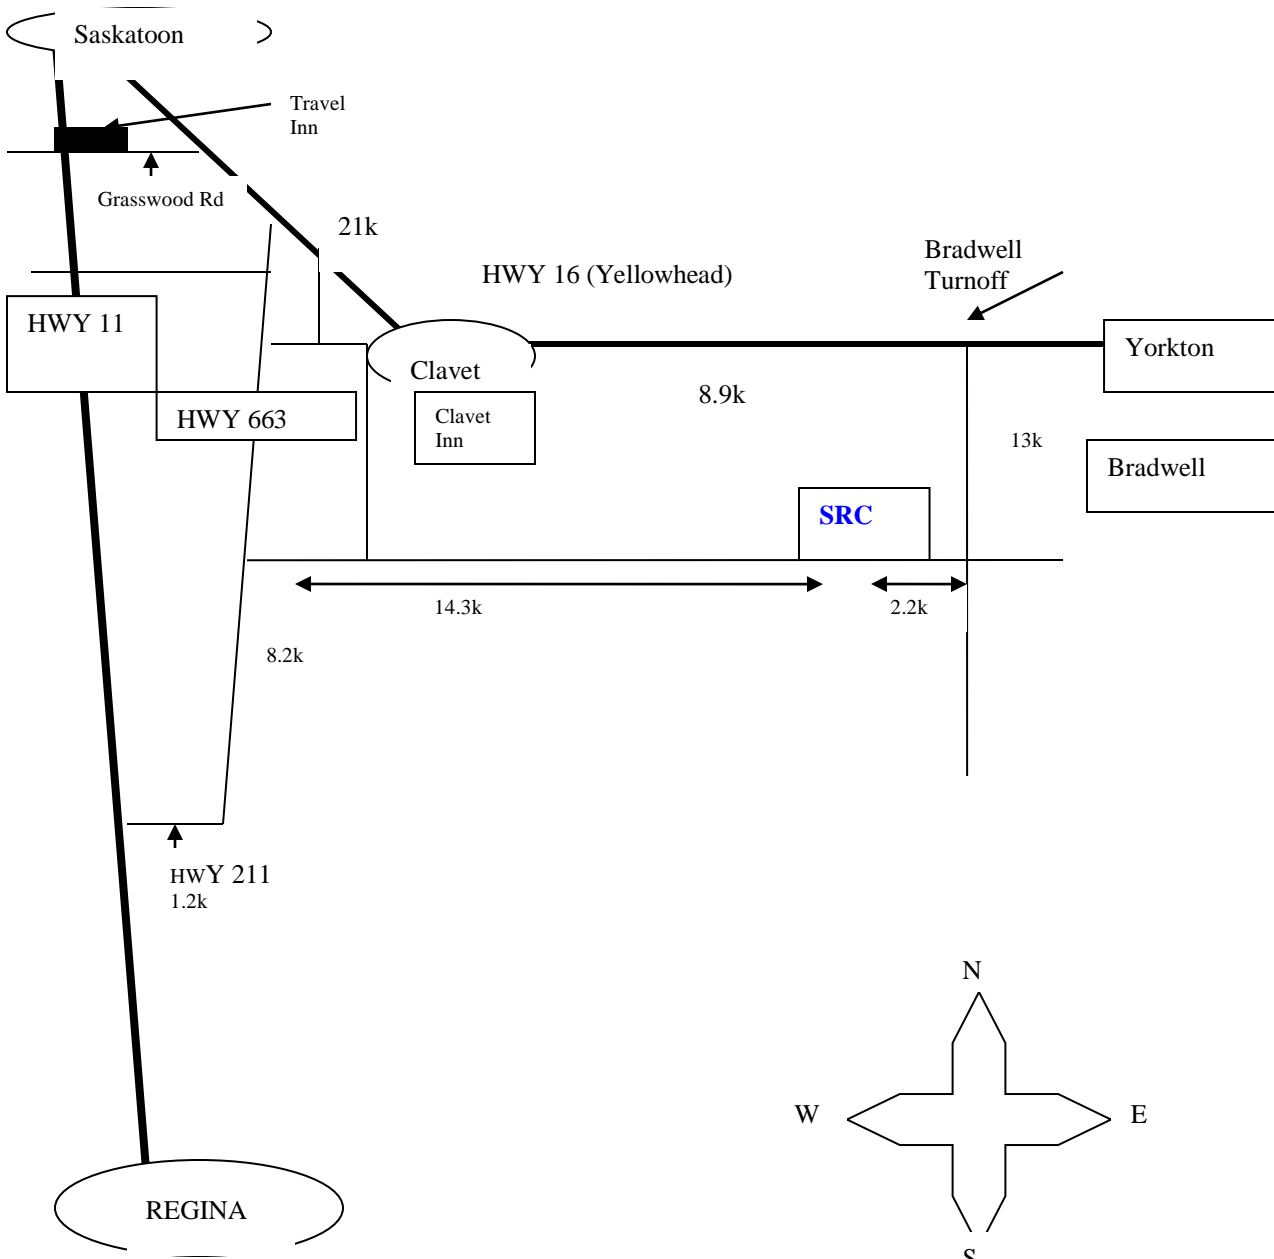 Saskatoon
Travel
Inn
Grasswood Rd
21k
Bradwell
Turnoff
HWY 16 (Yellowhead)
HWY 11
Yorkton
Clavet
8.9k
HWY 663
Clavet
Inn
13k
Bradwell
SRC
14.3k
2.2k
8.2k
HWY 211
1.2k
N
W
E
S
REGINA